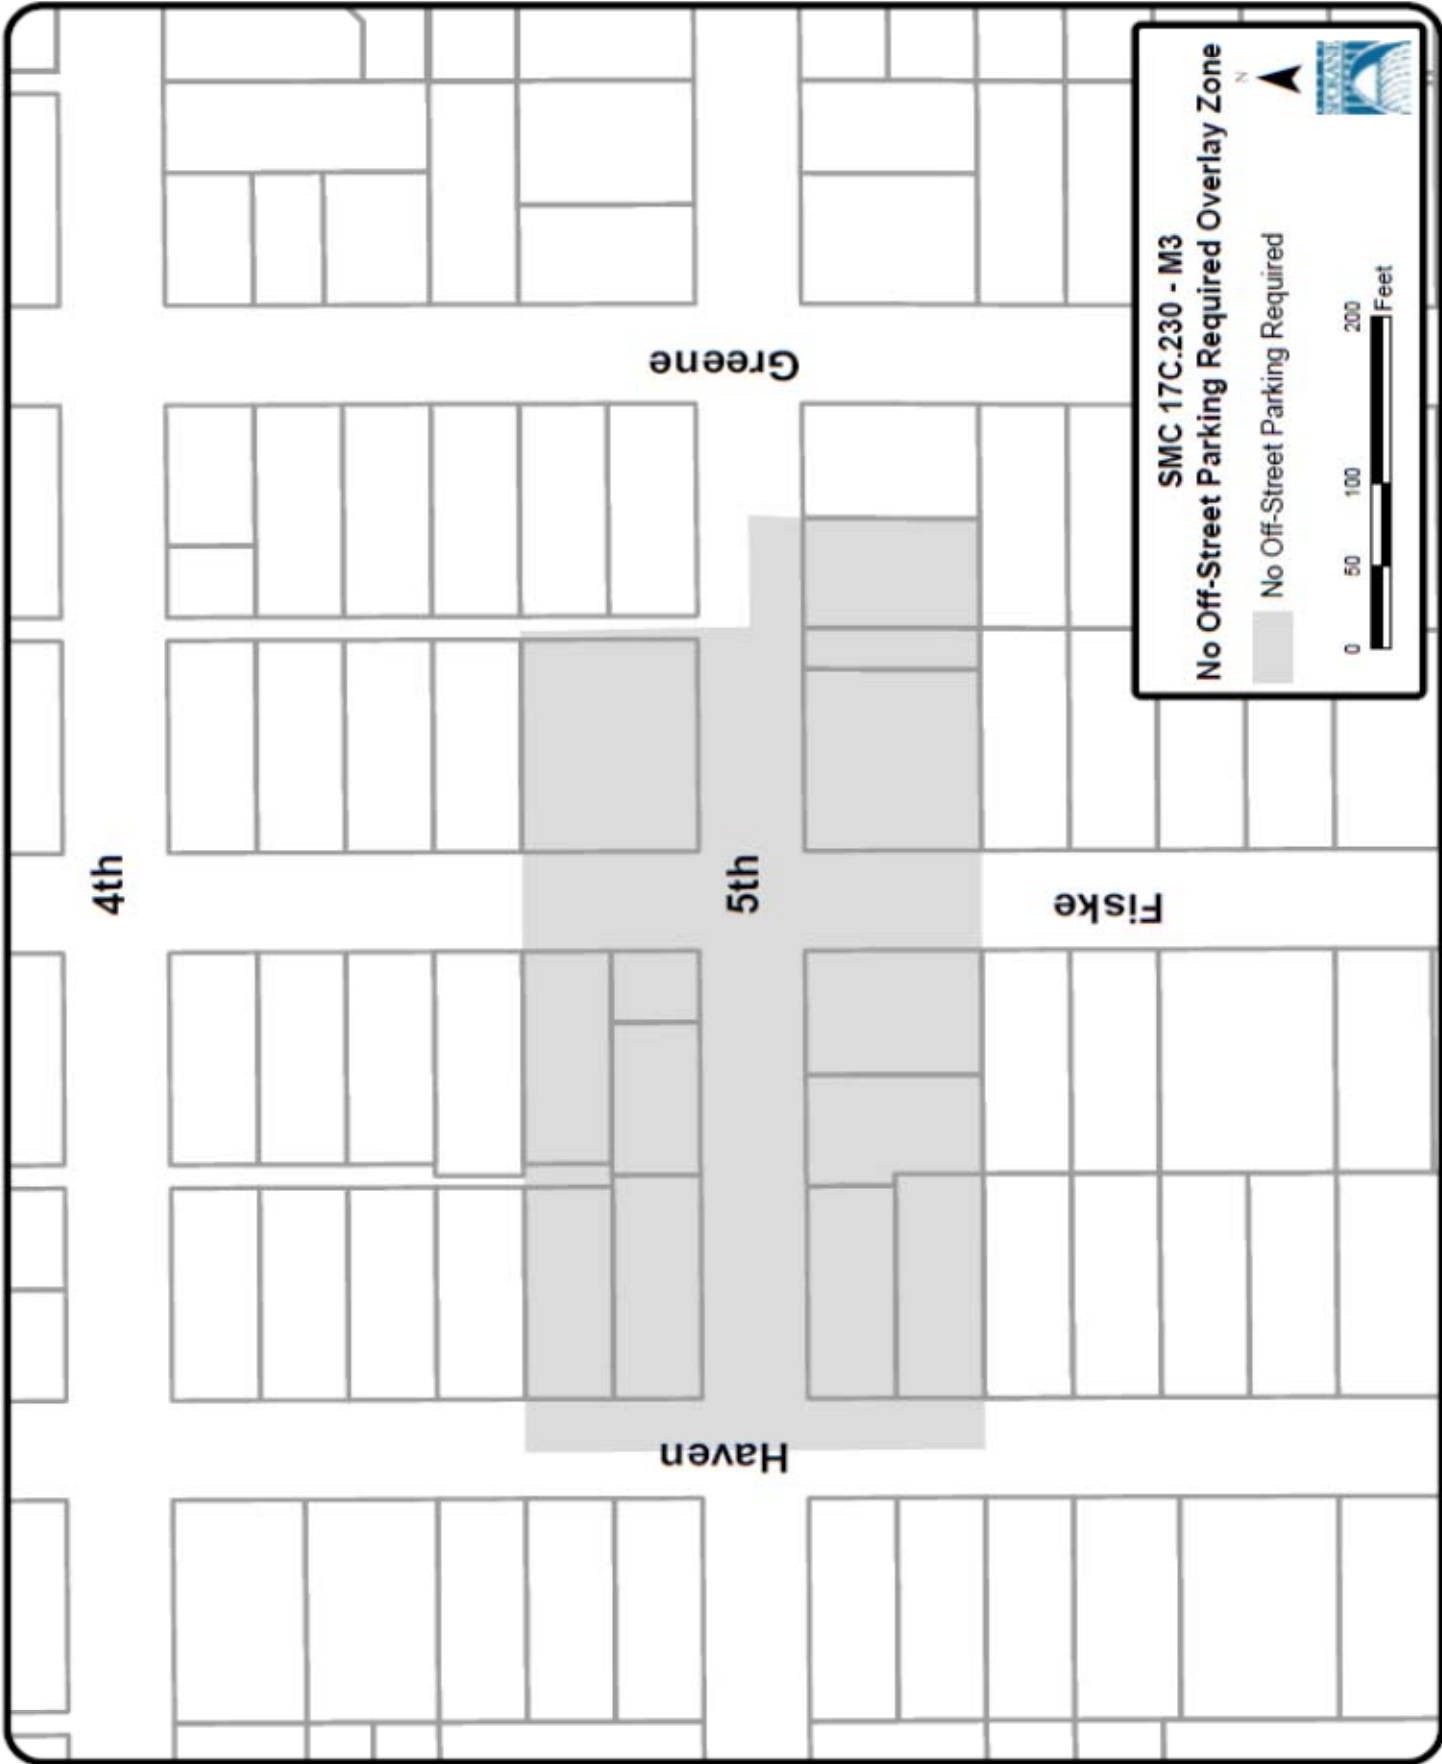 4th
5th
Greene
Fiske
Haven
SMC 17C.230 - M3
No Off-Street Parking Required Overlay Zone
No Off-Street Parking Required
N
0 50 100 200
Feet
SPOKANE